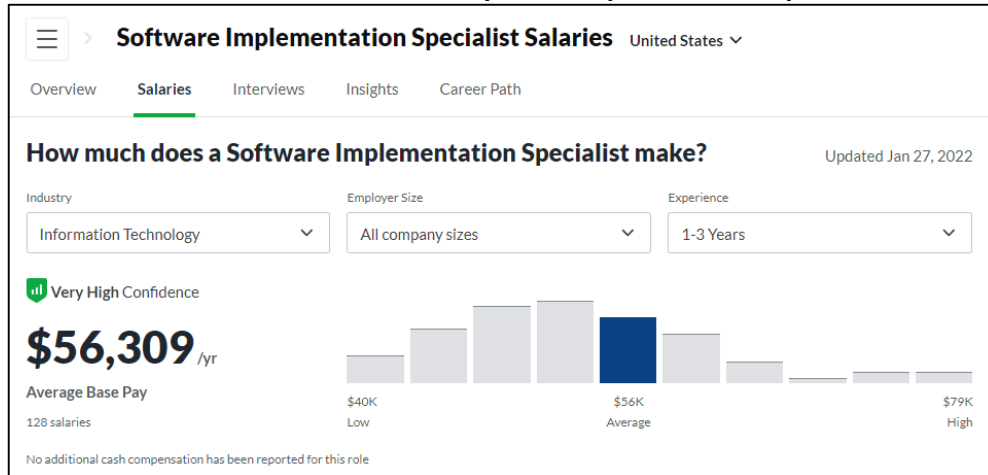 Software Implementation Specialist Salaries United States
Overview Salaries Interviews Insights Career Path
How much does a Software Implementation Specialist make? Updated Jan 27, 2022
Industry Employer Size Experience
Information Technology All company sizes 1-3 Years
Very High Confidence
$56,309 /yr
Average Base Pay
$40K $56K $79K
128 salaries Low Average High
No additional cash compensation has been reported for this role